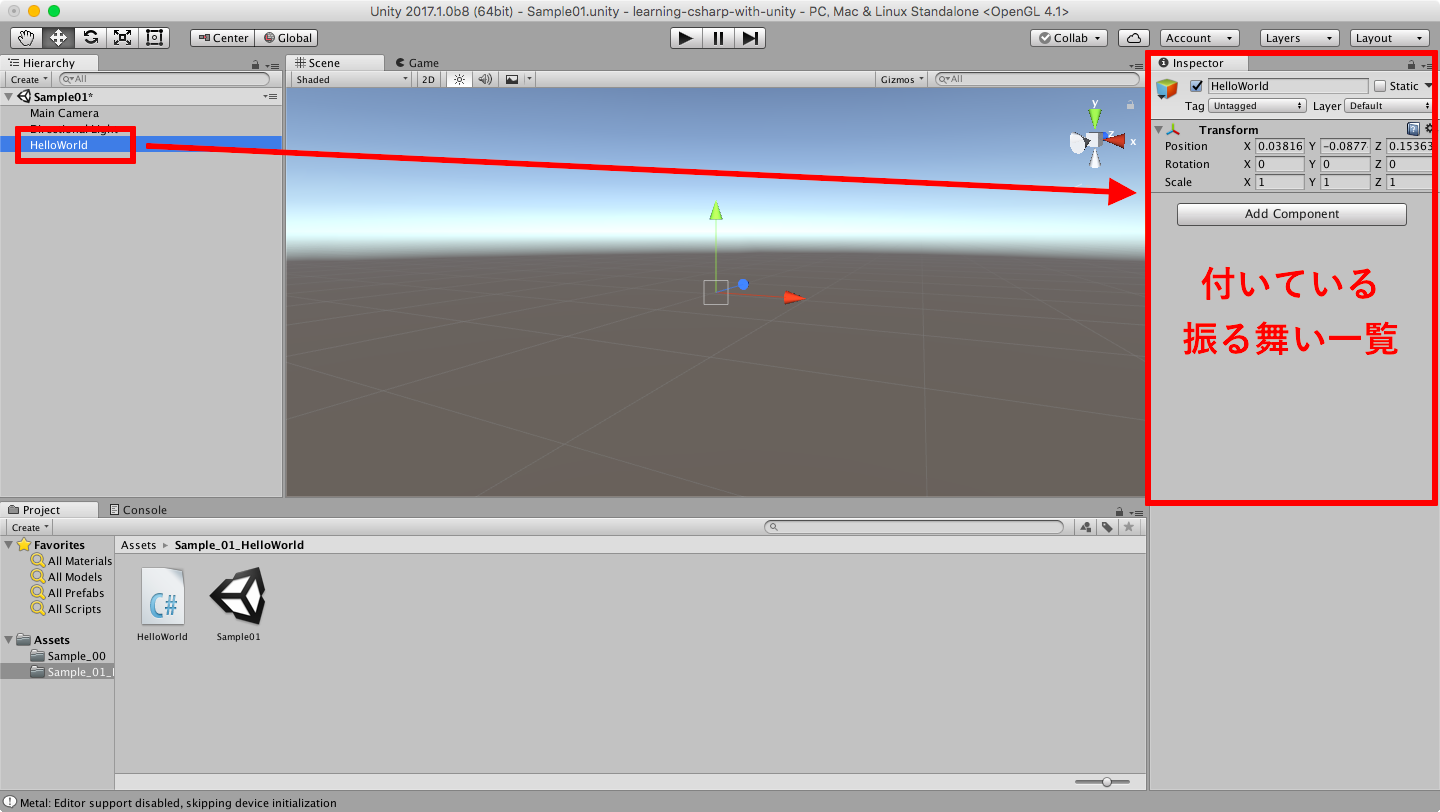 Unity 2017.1.0b8 (64bit) - Sample01.unity - learning-csharp-with-unity - PC, Mac & Linux Standalone <OpenGL 4.1>
Center Global Collab Account Layers Layout
Hierarchy
Create All
Sample01*
Main Camera
Directional Light
HelloWorld
Scene Game
Shaded 2D Gizmos All
y
z
x
Inspector
HelloWorld Static
Tag Untagged Layer Default
Transform
Position X 0.03816 Y -0.0877 Z 0.15363
Rotation X 0 Y 0 Z 0
Scale X 1 Y 1 Z 1
Add Component
付いている
振る舞い一覧
Project Console
Create
Favorites
All Materials
All Models
All Prefabs
All Scripts
Assets
Sample_00
Sample_01_
Assets ▸ Sample_01_HelloWorld
C#
HelloWorld Sample01
Metal: Editor support disabled, skipping device initialization